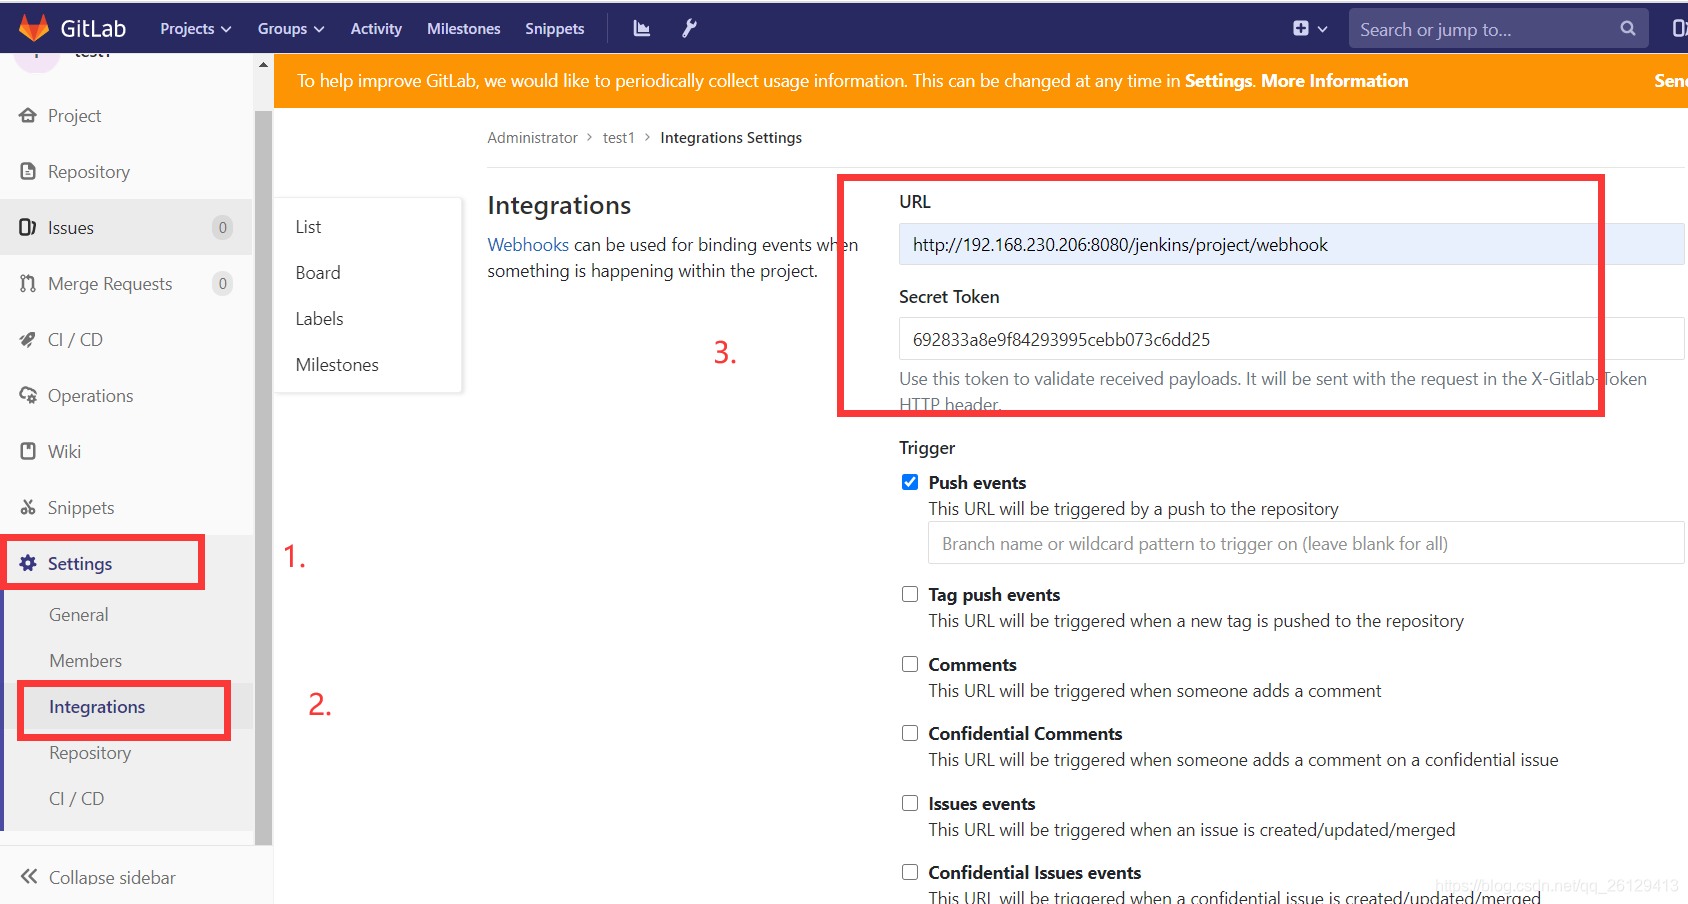 GitLab Projects Groups Activity Milestones Snippets Search or jump to...
To help improve GitLab, we would like to periodically collect usage information. This can be changed at any time in Settings. More Information
Project
Repository
Issues 0
Merge Requests 0
CI / CD
Operations
Wiki
Snippets
Settings
General
Members
Integrations
Repository
CI / CD
Collapse sidebar
List
Board
Labels
Milestones
1.
2.
3.
Administrator > test1 > Integrations Settings
Integrations
Webhooks can be used for binding events when
something is happening within the project.
URL
http://192.168.230.206:8080/jenkins/project/webhook
Secret Token
692833a8e9f84293995cebb073c6dd25
Use this token to validate received payloads. It will be sent with the request in the X-Gitlab-Token
HTTP header.
Trigger
Push events
This URL will be triggered by a push to the repository
Branch name or wildcard pattern to trigger on (leave blank for all)
Tag push events
This URL will be triggered when a new tag is pushed to the repository
Comments
This URL will be triggered when someone adds a comment
Confidential Comments
This URL will be triggered when someone adds a comment on a confidential issue
Issues events
This URL will be triggered when an issue is created/updated/merged
Confidential Issues events
This URL will be triggered when a confidential issue is created/updated/merged
https://blog.csdn.net/qq_26129413